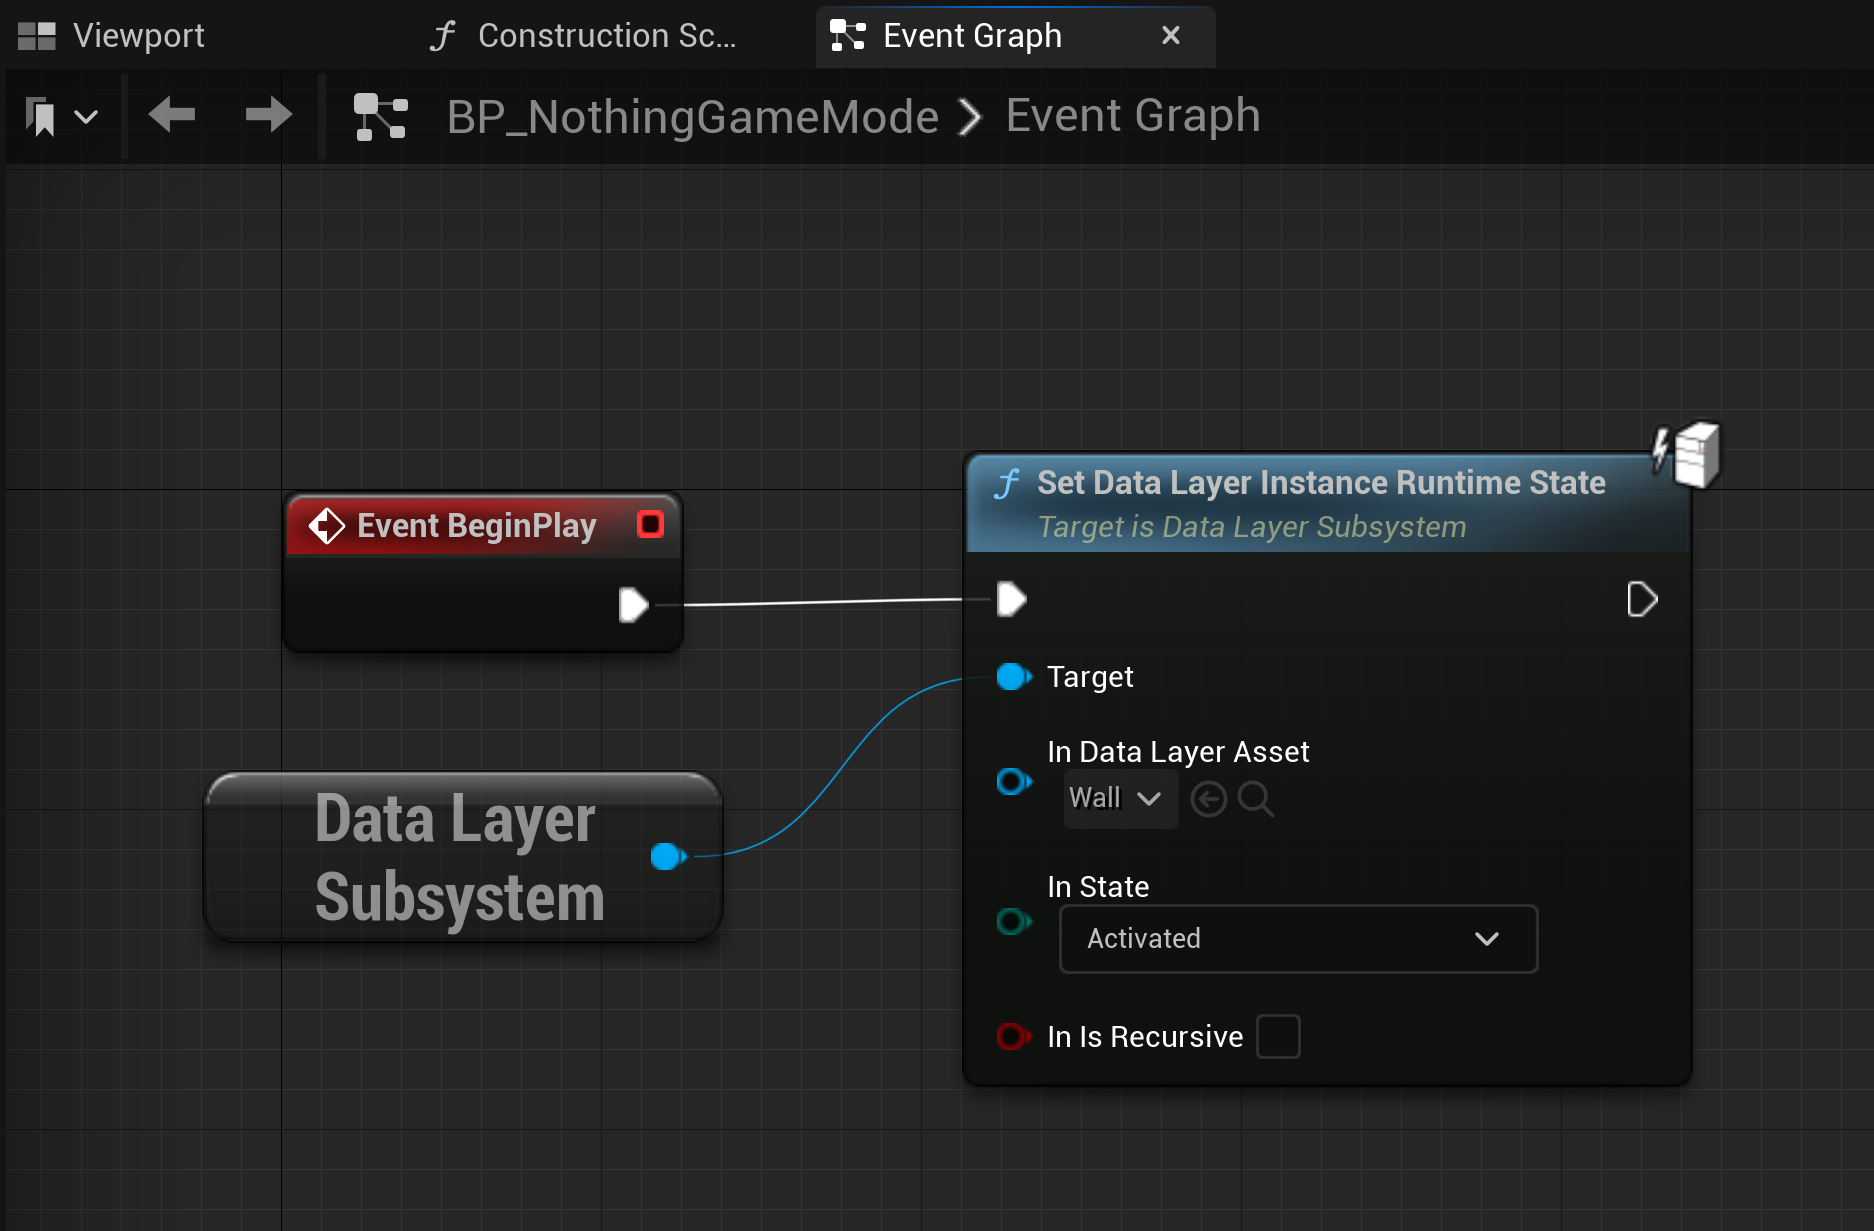 Viewport
Construction Sc...
Event Graph
BP_NothingGameMode > Event Graph
Set Data Layer Instance Runtime State
Target is Data Layer Subsystem
Event BeginPlay
Target
In Data Layer Asset
Wall
Data Layer
Subsystem
In State
Activated
In Is Recursive